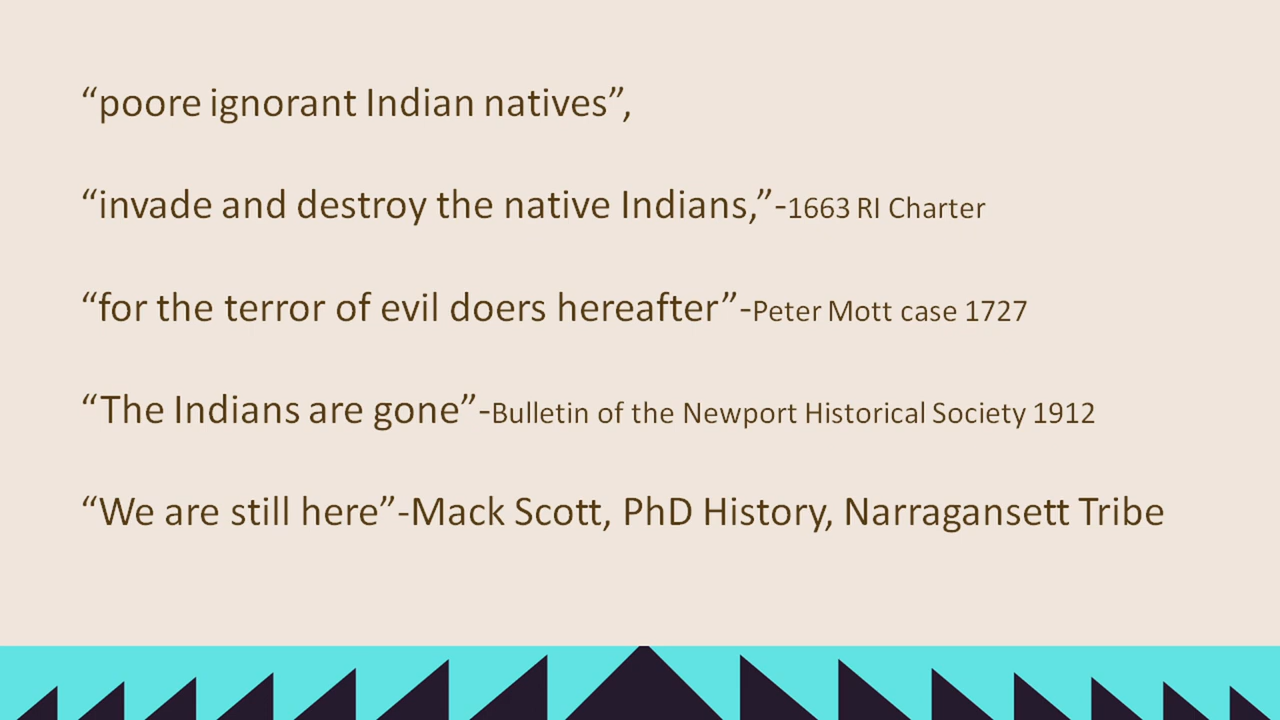 “poore ignorant Indian natives”,
“invade and destroy the native Indians,”-1663 RI Charter
“for the terror of evil doers hereafter”-Peter Mott case 1727
“The Indians are gone”-Bulletin of the Newport Historical Society 1912
“We are still here”-Mack Scott, PhD History, Narragansett Tribe